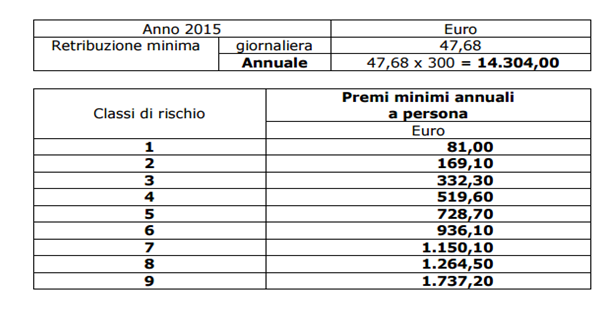 Anno 2015 Euro
Retribuzione minima giornaliera 47,68
Annuale 47,68 x 300 = 14.304,00
Classi di rischio Premi minimi annuali
a persona
Euro
1 81,00
2 169,10
3 332,30
4 519,60
5 728,70
6 936,10
7 1.150,10
8 1.264,50
9 1.737,20